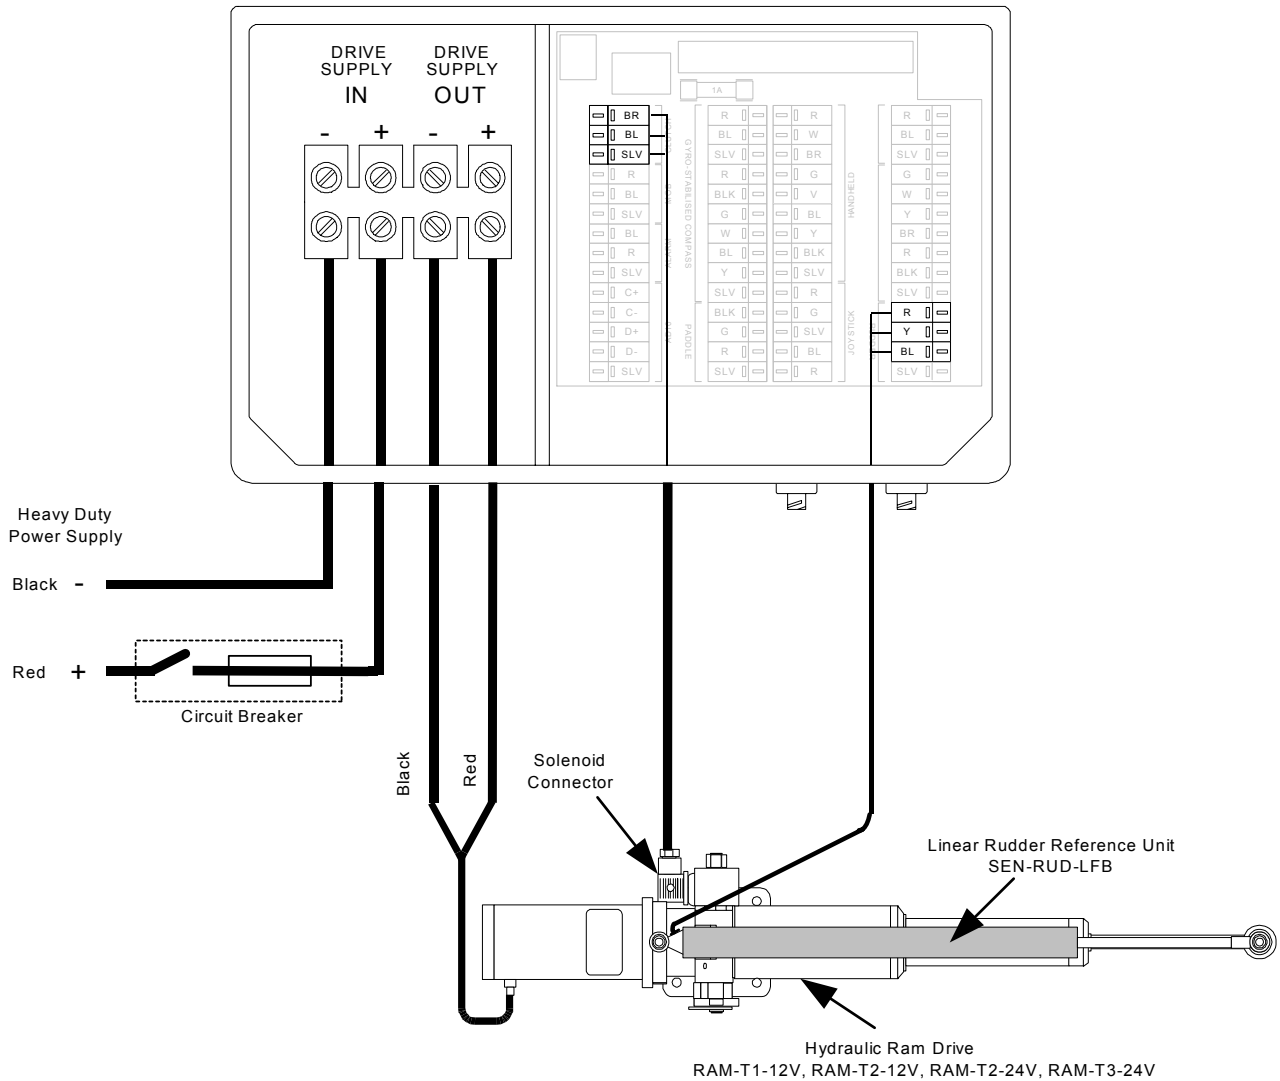 DRIVE
SUPPLY
IN
DRIVE
SUPPLY
OUT
- + - +
1A
BR
BL
SLV
R
BL
SLV
BL
R
SLV
C+
C-
D+
D-
SLV
GYRO-STABILISED COMPASS
PADDLE
R
BL
SLV
R
BLK
G
W
BL
Y
SLV
BLK
G
R
SLV
R
W
BR
G
V
BL
Y
BLK
SLV
R
G
SLV
BL
R
HANDHELD
JOYSTICK
R
BL
SLV
G
W
Y
BR
R
BLK
SLV
R
Y
BL
SLV
Heavy Duty
Power Supply
Black -
Red +
Circuit Breaker
Black
Red
Solenoid
Connector
Linear Rudder Reference Unit
SEN-RUD-LFB
Hydraulic Ram Drive
RAM-T1-12V, RAM-T2-12V, RAM-T2-24V, RAM-T3-24V